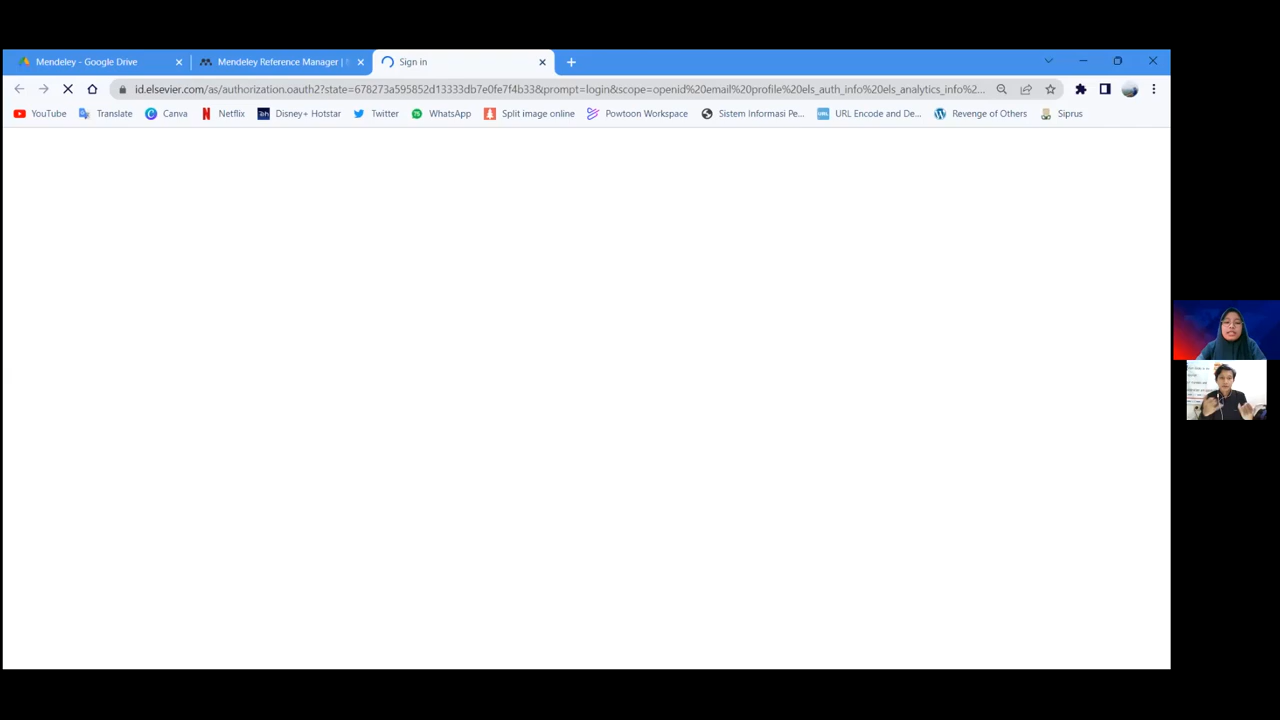 Mendeley - Google Drive
Mendeley Reference Manager |
Sign in
id.elsevier.com/as/authorization.oauth2?state=678273a595852d13333db7e0fe7f4b33&prompt=login&scope=openid%20email%20profile%20els_auth_info%20els_analytics_info%2...
YouTube Translate Canva Netflix Disney+ Hotstar Twitter WhatsApp Split image online Powtoon Workspace Sistem Informasi Pe... URL Encode and De... Revenge of Others Siprus